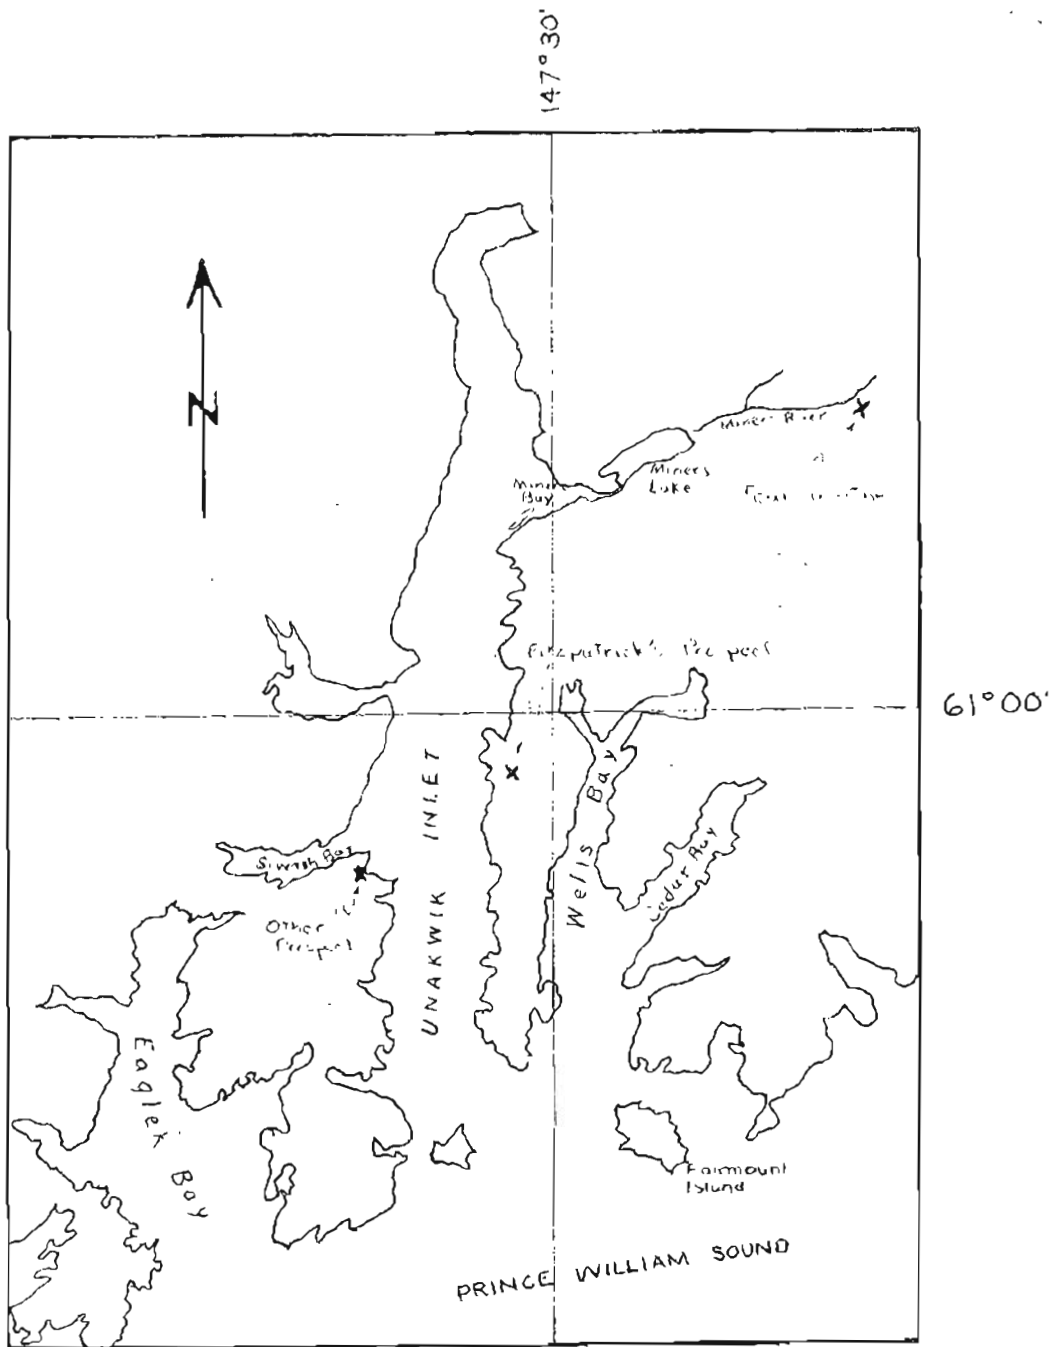 147°30'
N
Miners River
Miners
Lake
Miners
Bay
Fitzpatrick's Prospect
61°00'
UNAKWIK INLET
Wells Bay
Siwash Bay
Cedar Bay
Other
Prospect
Eaglek Bay
Fairmount
Island
PRINCE WILLIAM SOUND